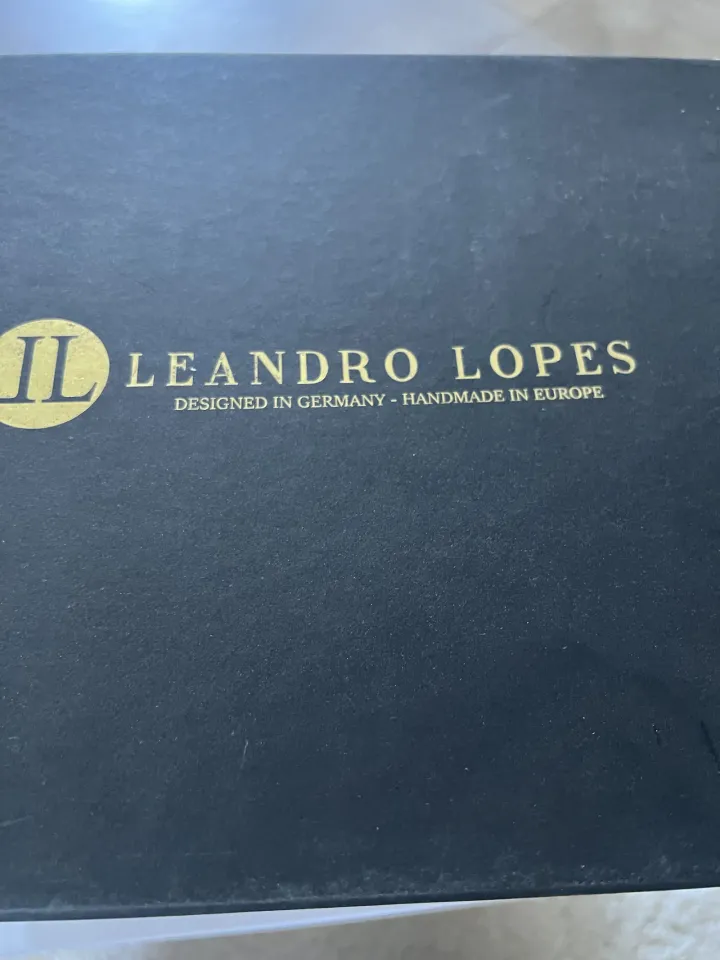 LL LEANDRO LOPES
DESIGNED IN GERMANY - HANDMADE IN EUROPE